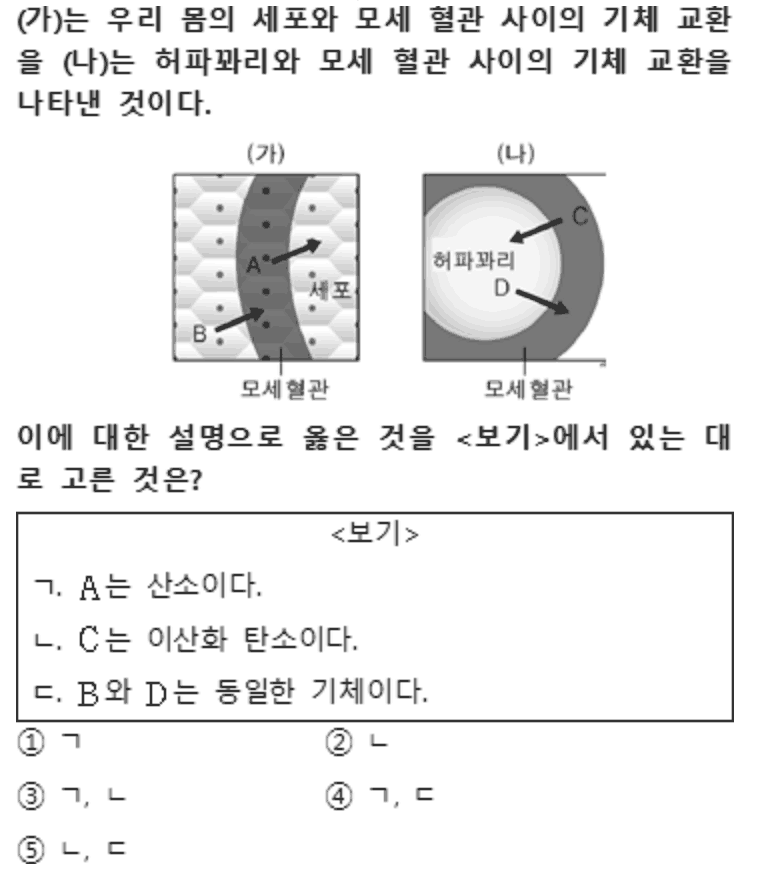 (가)는 우리 몸의 세포와 모세 혈관 사이의 기체 교환
을 (나)는 허파꽈리와 모세 혈관 사이의 기체 교환을
나타낸 것이다.
(가) (나)
A
B
세포
모세혈관
C
허파꽈리
D
모세혈관
이에 대한 설명으로 옳은 것을 <보기>에서 있는 대
로 고른 것은?
<보기>
ㄱ. A는 산소이다.
ㄴ. C는 이산화 탄소이다.
ㄷ. B와 D는 동일한 기체이다.
① ㄱ ② ㄴ
③ ㄱ, ㄴ ④ ㄱ, ㄷ
⑤ ㄴ, ㄷ